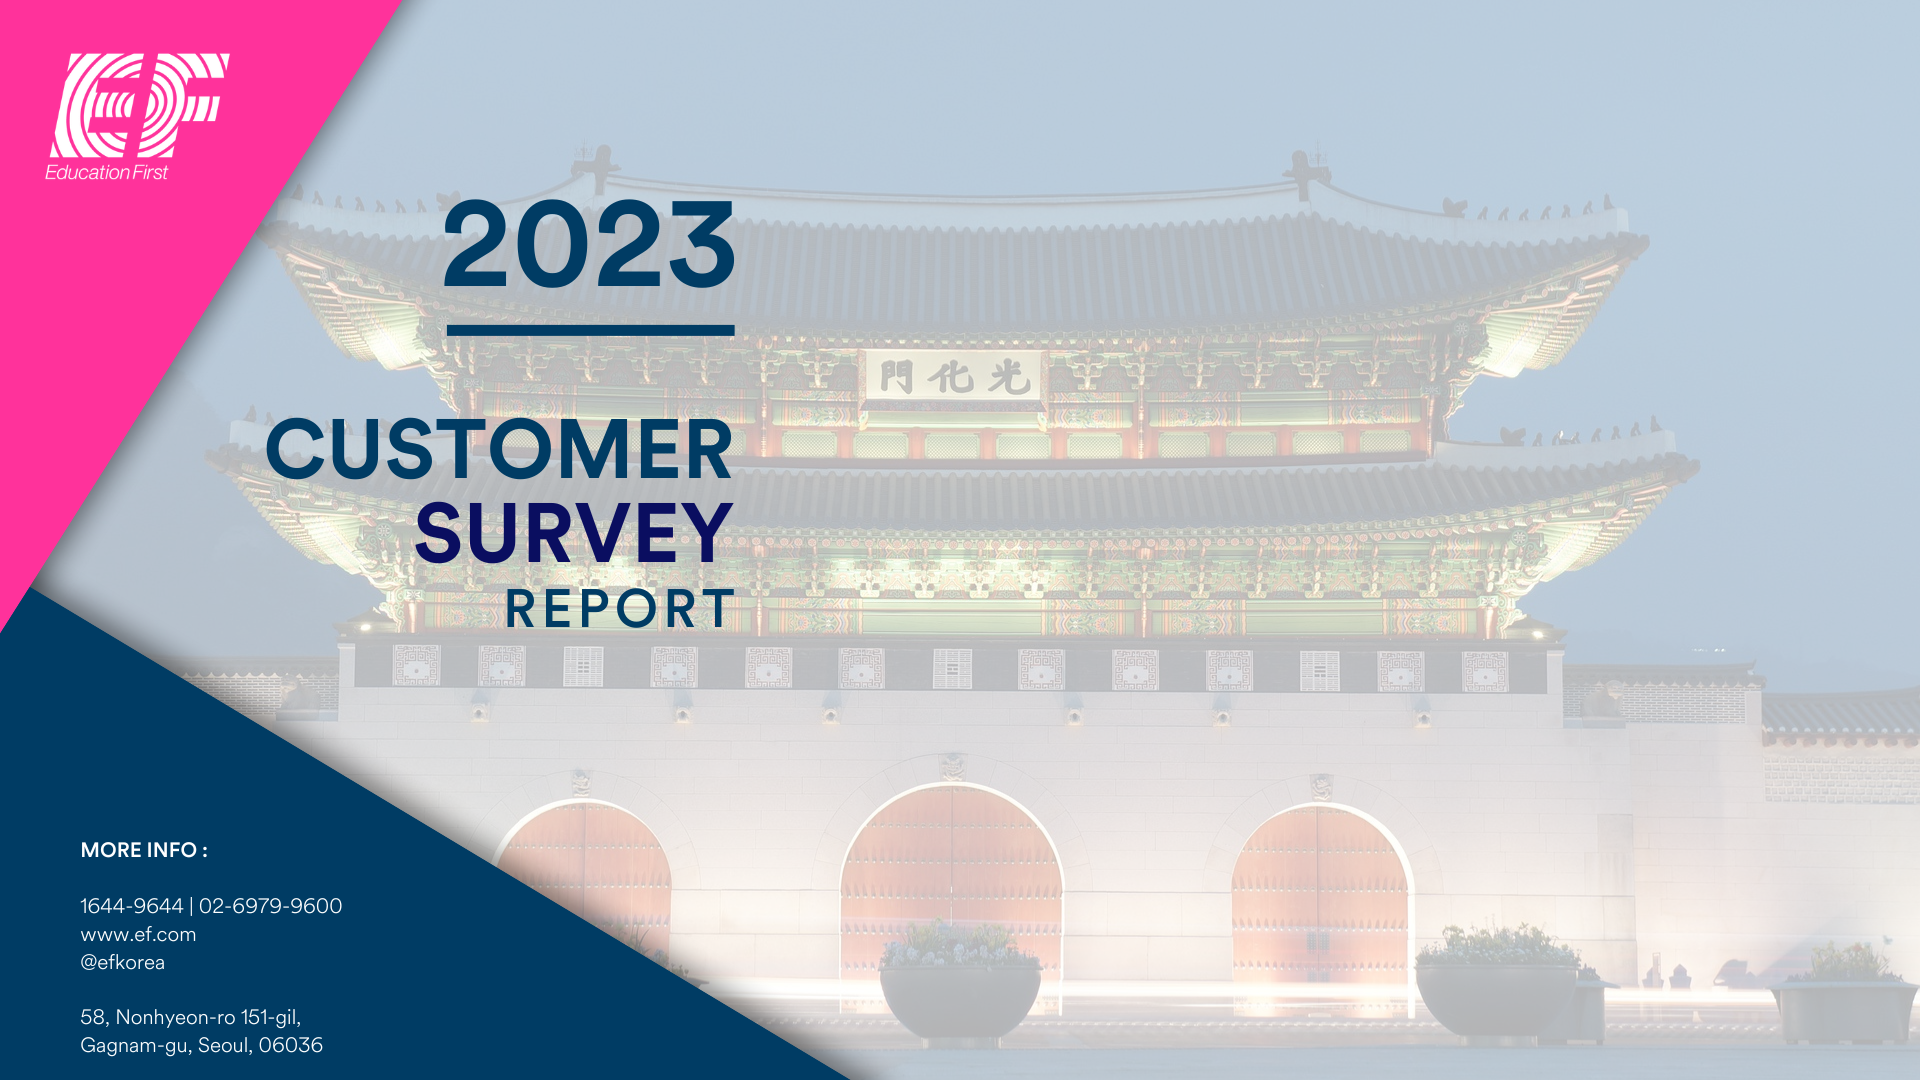 EF
Education First
2023
門化光
CUSTOMER
SURVEY
REPORT
MORE INFO :
1644-9644 | 02-6979-9600
www.ef.com
@efkorea
58, Nonhyeon-ro 151-gil,
Gagnam-gu, Seoul, 06036